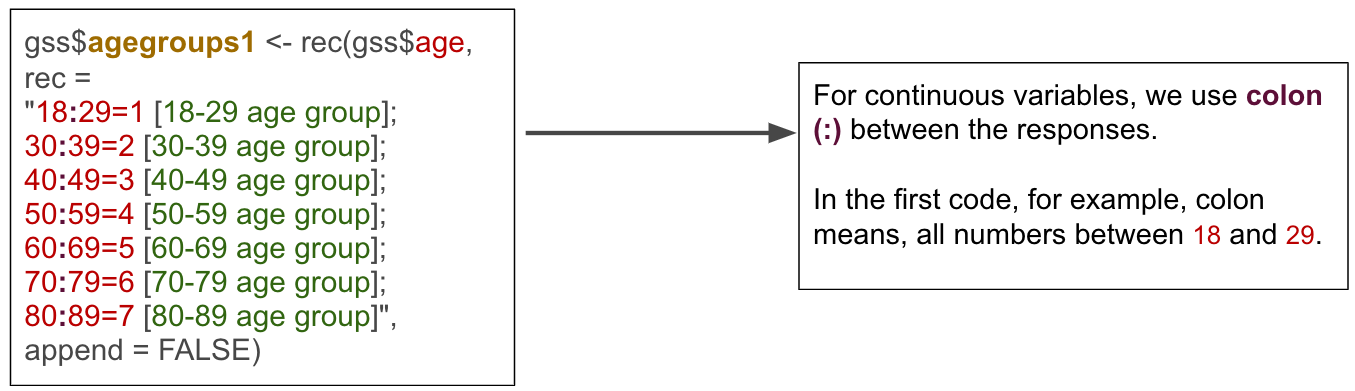 gss$agegroups1 <- rec(gss$age,
rec =
"18:29=1 [18-29 age group];
30:39=2 [30-39 age group];
40:49=3 [40-49 age group];
50:59=4 [50-59 age group];
60:69=5 [60-69 age group];
70:79=6 [70-79 age group];
80:89=7 [80-89 age group]",
append = FALSE)
For continuous variables, we use colon
(:) between the responses.
In the first code, for example, colon
means, all numbers between 18 and 29.